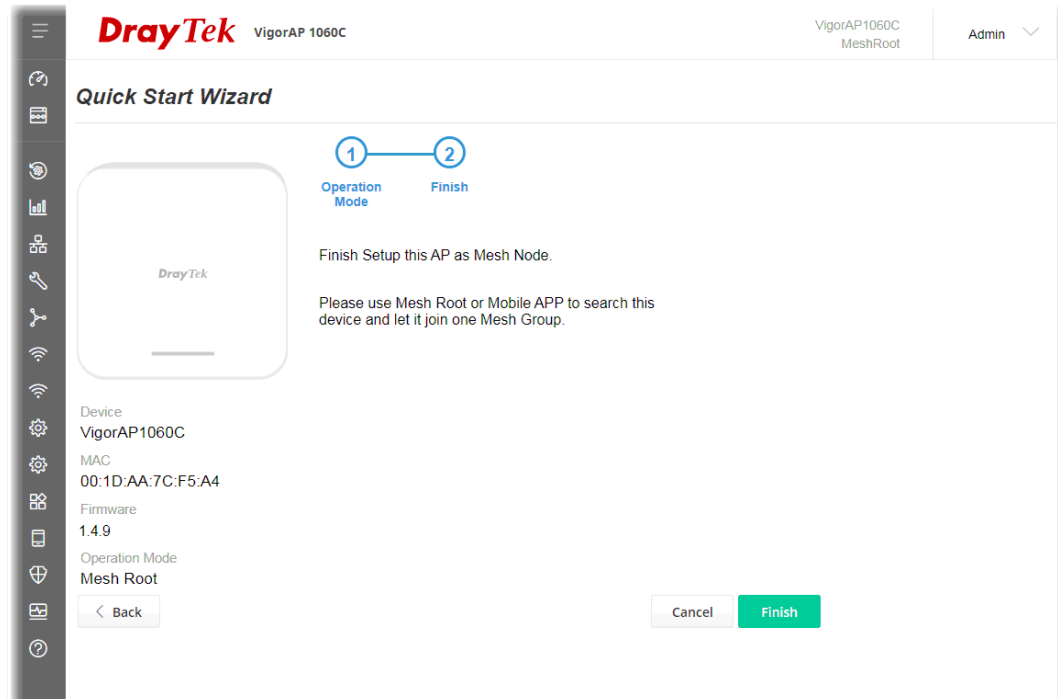 DrayTek VigorAP 1060C
VigorAP1060C
MeshRoot
Admin
Quick Start Wizard
1
2
Operation
Mode
Finish
DrayTek
Finish Setup this AP as Mesh Node.
Please use Mesh Root or Mobile APP to search this
device and let it join one Mesh Group.
Device
VigorAP1060C
MAC
00:1D:AA:7C:F5:A4
Firmware
1.4.9
Operation Mode
Mesh Root
Back
Cancel
Finish